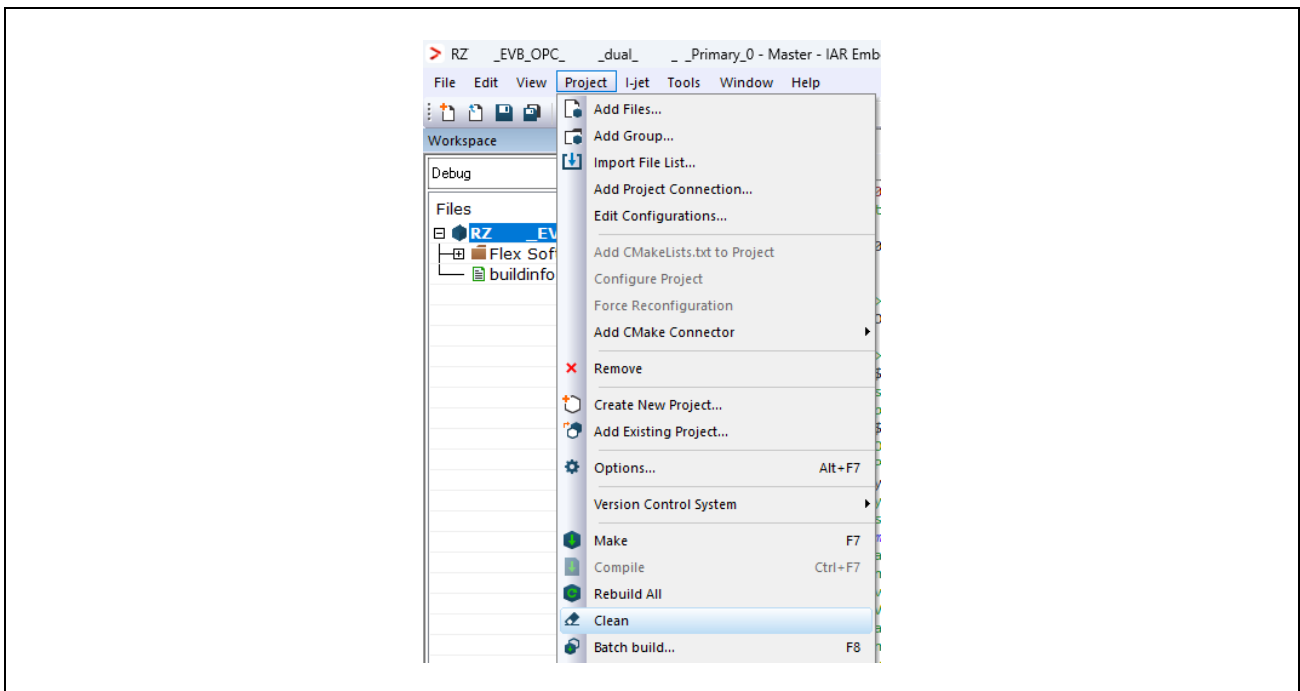 RZ _EVB_OPC_ _dual_ _ _Primary_0 - Master - IAR Emb
File Edit View Project I-jet Tools Window Help
Workspace
Debug
Files
RZ _EV
Flex Sof
buildinfo
Add Files...
Add Group...
Import File List...
Add Project Connection...
Edit Configurations...
Add CMakeLists.txt to Project
Configure Project
Force Reconfiguration
Add CMake Connector
Remove
Create New Project...
Add Existing Project...
Options... Alt+F7
Version Control System
Make F7
Compile Ctrl+F7
Rebuild All
Clean
Batch build... F8